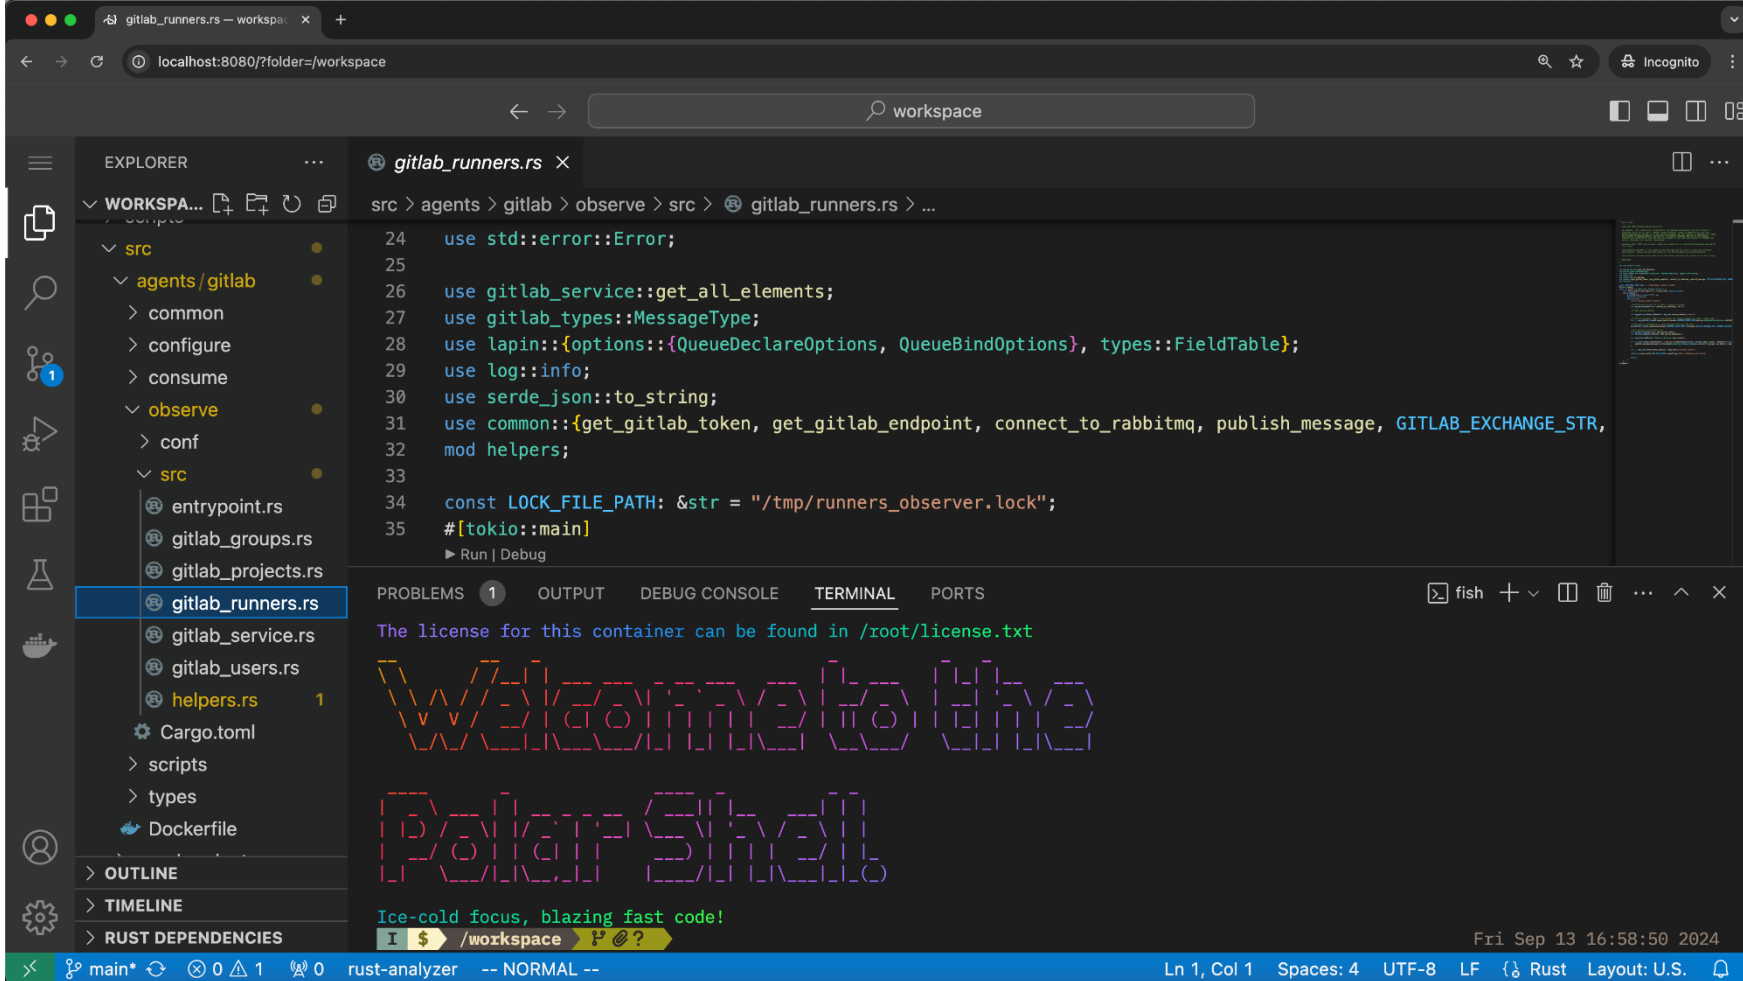 gitlab_runners.rs — workspac
localhost:8080/?folder=/workspace
Incognito
workspace
EXPLORER
WORKSPA...
src
agents/gitlab
common
configure
consume
observe
conf
src
entrypoint.rs
gitlab_groups.rs
gitlab_projects.rs
gitlab_runners.rs
gitlab_service.rs
gitlab_users.rs
helpers.rs 1
Cargo.toml
scripts
types
Dockerfile
OUTLINE
TIMELINE
RUST DEPENDENCIES
1
gitlab_runners.rs
src > agents > gitlab > observe > src > gitlab_runners.rs > ...
24 use std::error::Error;
25
26 use gitlab_service::get_all_elements;
27 use gitlab_types::MessageType;
28 use lapin::{options::{QueueDeclareOptions, QueueBindOptions}, types::FieldTable};
29 use log::info;
30 use serde_json::to_string;
31 use common::{get_gitlab_token, get_gitlab_endpoint, connect_to_rabbitmq, publish_message, GITLAB_EXCHANGE_STR,
32 mod helpers;
33
34 const LOCK_FILE_PATH: &str = "/tmp/runners_observer.lock";
35 #[tokio::main]
Run | Debug
PROBLEMS 1 OUTPUT DEBUG CONSOLE TERMINAL PORTS
fish
The license for this container can be found in /root/license.txt
Welcome to the
Polar Shell.
Ice-cold focus, blazing fast code!
I $ /workspace ?
Fri Sep 13 16:58:50 2024
main* 0 1 0 rust-analyzer -- NORMAL -- Ln 1, Col 1 Spaces: 4 UTF-8 LF Rust Layout: U.S.